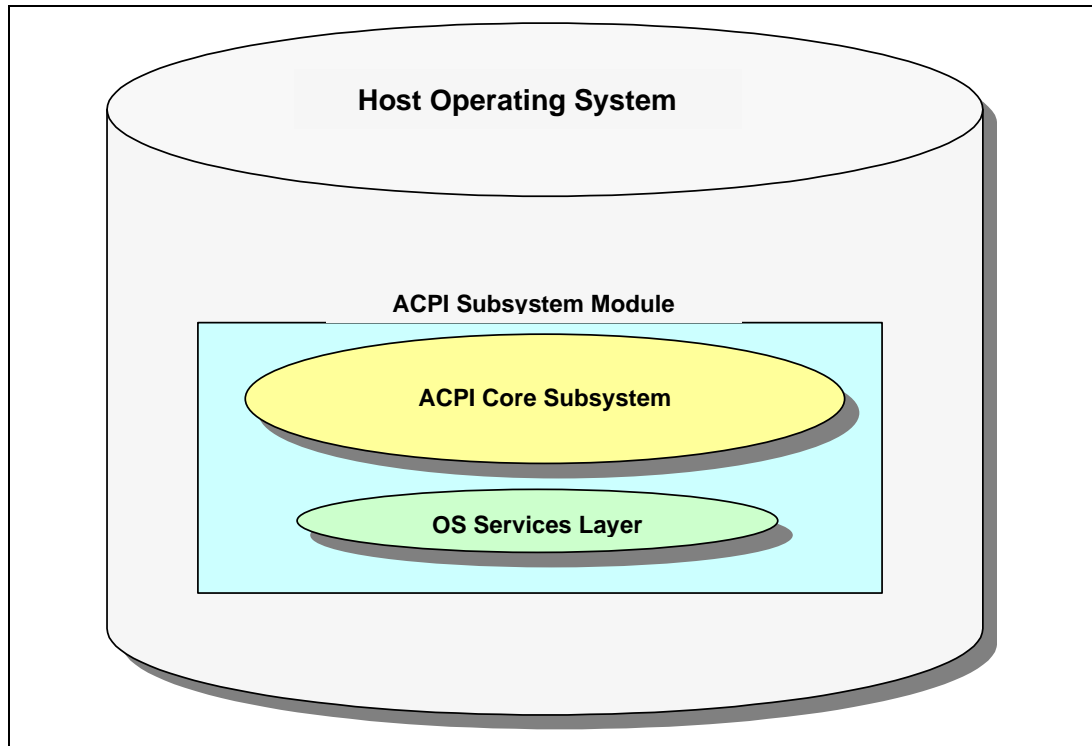 Host Operating System
ACPI Subsystem Module
ACPI Core Subsystem
OS Services Layer